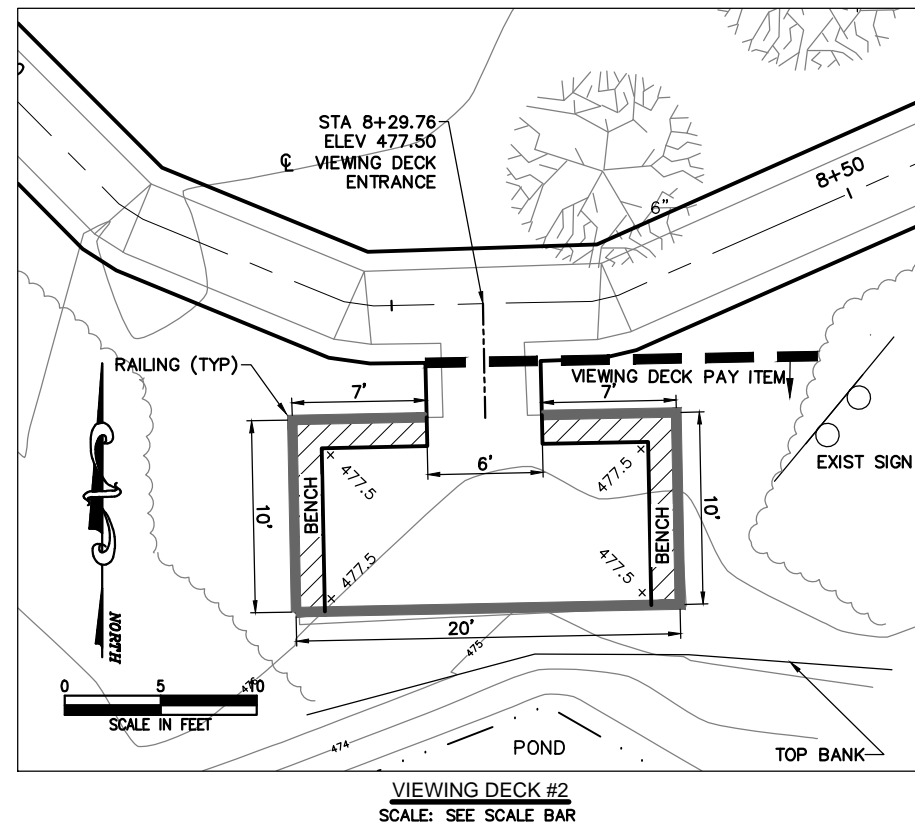 STA 8+29.76
ELEV 477.50
℄ VIEWING DECK
ENTRANCE
8+50
6"
RAILING (TYP)
VIEWING DECK PAY ITEM
7'
7'
EXIST SIGN
6'
477.5
477.5
BENCH
BENCH
10'
10'
477.5
477.5
20'
NORTH
475
476
0 5 10
SCALE IN FEET
474
POND
TOP BANK
VIEWING DECK #2
SCALE: SEE SCALE BAR